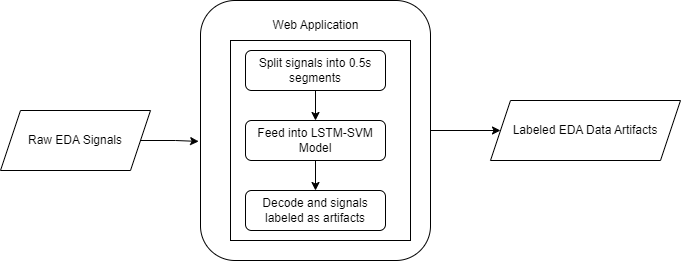 Web Application
Split signals into 0.5s
segments
Raw EDA Signals
Feed into LSTM-SVM
Model
Labeled EDA Data Artifacts
Decode and signals
labeled as artifacts